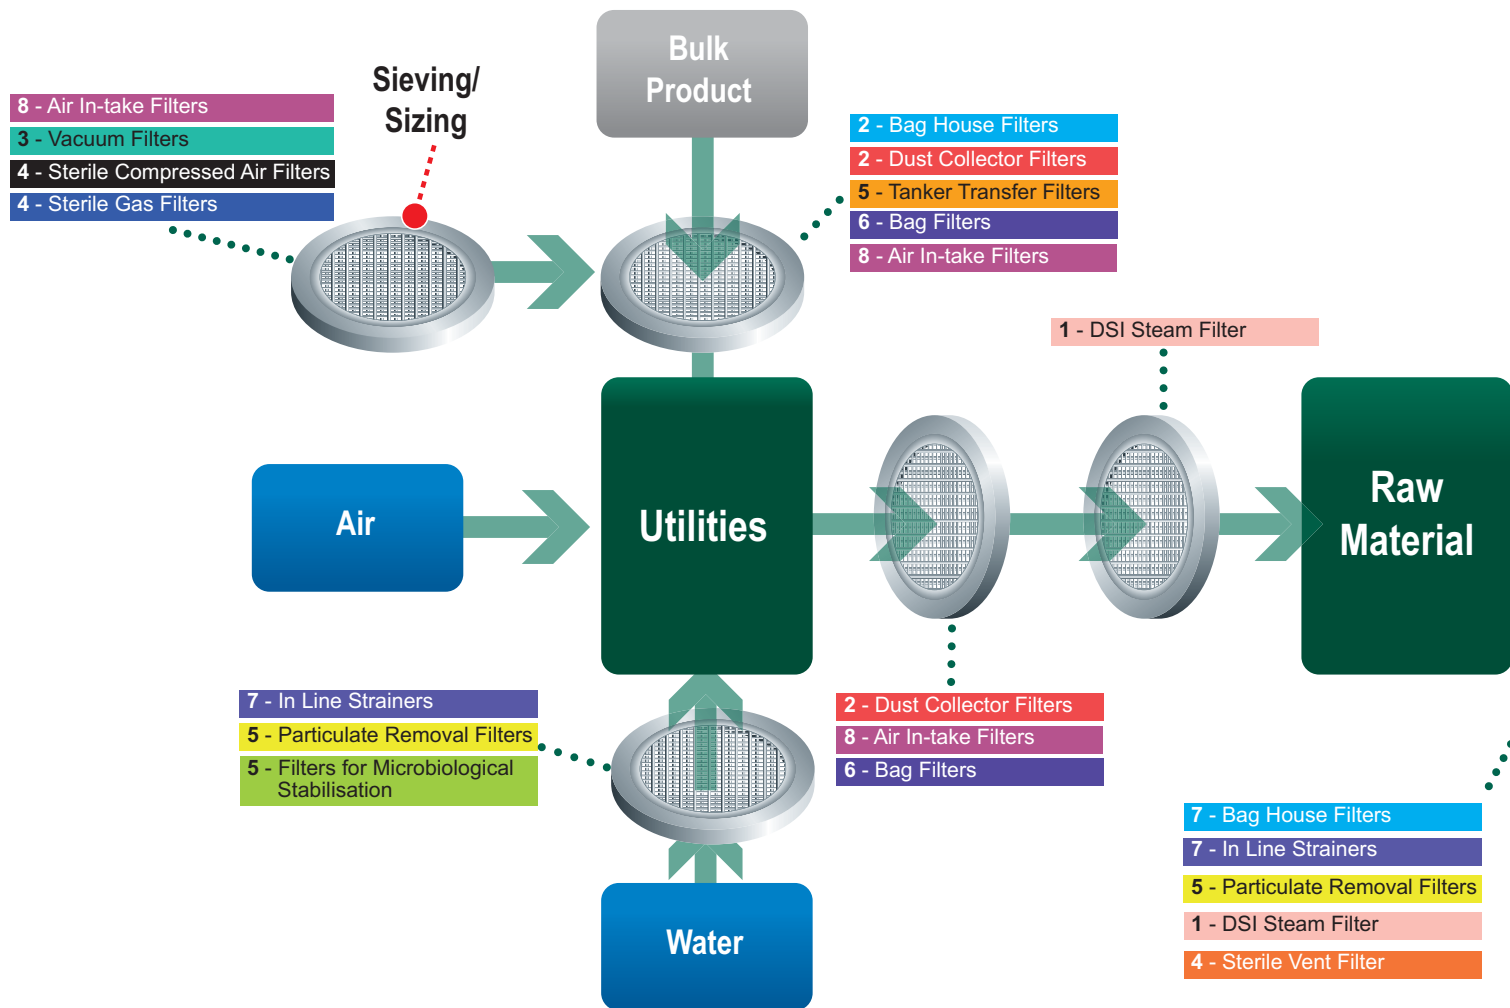 Bulk
Product
Sieving/
Sizing
8 - Air In-take Filters
3 - Vacuum Filters
4 - Sterile Compressed Air Filters
4 - Sterile Gas Filters
2 - Bag House Filters
2 - Dust Collector Filters
5 - Tanker Transfer Filters
6 - Bag Filters
8 - Air In-take Filters
1 - DSI Steam Filter
Air
Utilities
Raw
Material
7 - In Line Strainers
5 - Particulate Removal Filters
5 - Filters for Microbiological
Stabilisation
2 - Dust Collector Filters
8 - Air In-take Filters
6 - Bag Filters
7 - Bag House Filters
7 - In Line Strainers
5 - Particulate Removal Filters
1 - DSI Steam Filter
4 - Sterile Vent Filter
Water